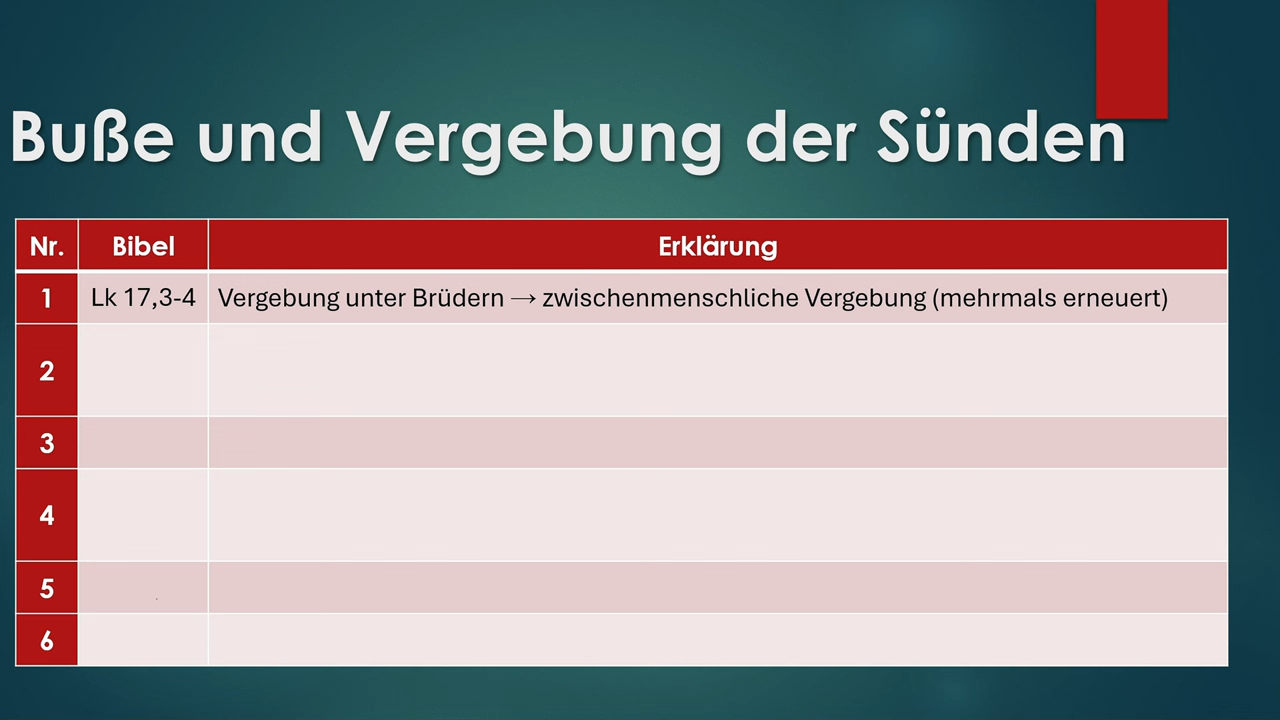 Buße und Vergebung der Sünden
Nr. Bibel Erklärung
1 Lk 17,3-4 Vergebung unter Brüdern → zwischenmenschliche Vergebung (mehrmals erneuert)
2
3
4
5
6